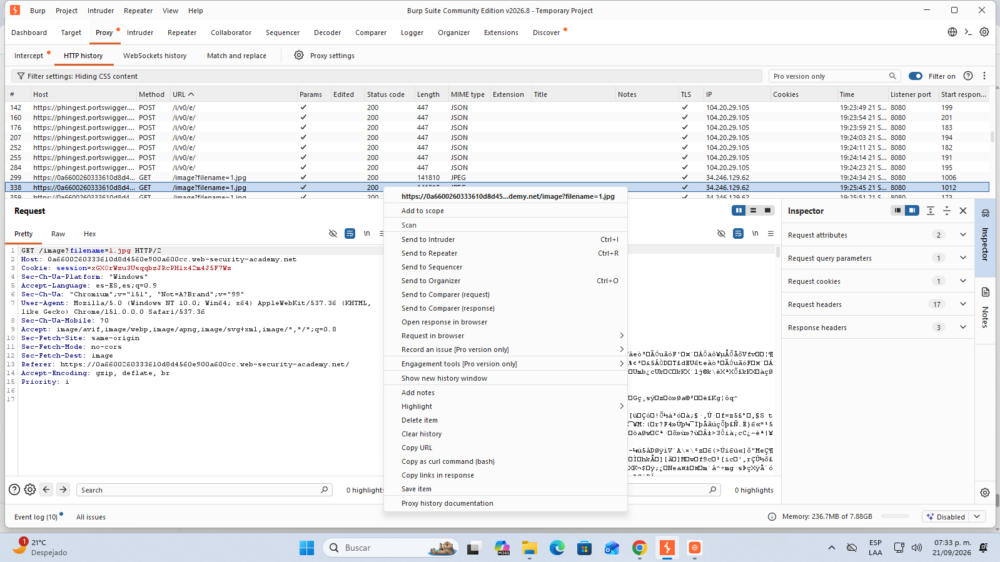 Burp Project Intruder Repeater View Help
Burp Suite Community Edition v2026.8 - Temporary Project
Dashboard Target Proxy Intruder Repeater Collaborator Sequencer Decoder Comparer Logger Organizer Extensions Discover
Intercept HTTP history WebSockets history Match and replace Proxy settings
Filter settings: Hiding CSS content
Pro version only
Filter on
# Host Method URL Params Edited Status code Length MIME type Extension Title Notes TLS IP Cookies Time Listener port Start respon...
142 https://phingest.portswigger.... POST /i/v0/e/ ✓ 200 447 JSON ✓ 104.20.29.105 19:23:49 21 S... 8080 199
160 https://phingest.portswigger.... POST /i/v0/e/ ✓ 200 447 JSON ✓ 104.20.29.105 19:23:54 21 S... 8080 201
176 https://phingest.portswigger.... POST /i/v0/e/ ✓ 200 447 JSON ✓ 104.20.29.105 19:23:59 21 S... 8080 183
207 https://phingest.portswigger.... POST /i/v0/e/ ✓ 200 447 JSON ✓ 104.20.29.105 19:24:03 21 S... 8080 194
252 https://phingest.portswigger.... POST /i/v0/e/ ✓ 200 447 JSON ✓ 104.20.29.105 19:24:11 21 S... 8080 182
255 https://phingest.portswigger.... POST /i/v0/e/ ✓ 200 447 JSON ✓ 104.20.29.105 19:24:14 21 S... 8080 191
284 https://phingest.portswigger.... POST /i/v0/e/ ✓ 200 447 JSON ✓ 104.20.29.105 19:24:23 21 S... 8080 195
299 https://0a6600260333610d8d4... GET /image?filename=1.jpg ✓ 200 141810 JPEG ✓ 34.246.129.62 19:24:34 21 S... 8080 1006
338 https://0a6600260333610d8d4... GET /image?filename=1.jpg ✓ 200 ✓ 34.246.129.62 19:25:45 21 S... 8080 1012
Request
Pretty Raw Hex
\n
1 GET /image?filename=1.jpg HTTP/2
2 Host: 0a6600260333610d8d4560e900a600cc.web-security-academy.net
3 Cookie: session=xGXOrWzu3UsqqbzJRcPH1x42m4J5F7Wz
4 Sec-Ch-Ua-Platform: "Windows"
5 Accept-Language: es-ES,es;q=0.9
6 Sec-Ch-Ua: "Chromium";v="151", "Not=A?Brand";v="99"
7 User-Agent: Mozilla/5.0 (Windows NT 10.0; Win64; x64) AppleWebKit/537.36 (KHTML,
like Gecko) Chrome/151.0.0.0 Safari/537.36
8 Sec-Ch-Ua-Mobile: ?0
9 Accept: image/avif,image/webp,image/apng,image/svg+xml,image/*,*/*;q=0.8
10 Sec-Fetch-Site: same-origin
11 Sec-Fetch-Mode: no-cors
12 Sec-Fetch-Dest: image
13 Referer: https://0a6600260333610d8d4560e900a600cc.web-security-academy.net/
14 Accept-Encoding: gzip, deflate, br
15 Priority: i
16
17
https://0a6600260333610d8d45...demy.net/image?filename=1.jpg
Add to scope
Scan
Send to Intruder Ctrl+I
Send to Repeater Ctrl+R
Send to Sequencer
Send to Organizer Ctrl+O
Send to Comparer (request)
Send to Comparer (response)
Open response in browser
Request in browser
Record an issue [Pro version only]
Engagement tools [Pro version only]
Show new history window
Add notes
Highlight
Delete item
Clear history
Copy URL
Copy as curl command (bash)
Copy links in response
Save item
Proxy history documentation
\n
Inspector
Request attributes 2
Request query parameters 1
Request cookies 1
Request headers 17
Response headers 3
Inspector
Notes
Search
0 highlights
0 highlights
Event log (10) All issues
Memory: 236.7MB of 7.88GB
Disabled
1
21°C
Despejado
Buscar
M365
ESP
LAA
07:33 p. m.
21/09/2026